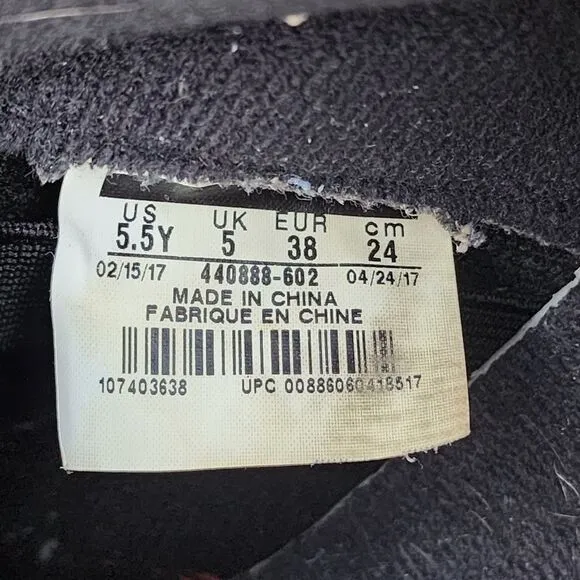 US UK EUR cm
5.5Y 5 38 24
02/15/17 440888-602 04/24/17
MADE IN CHINA
FABRIQUE EN CHINE
107403638 UPC 00886060418517